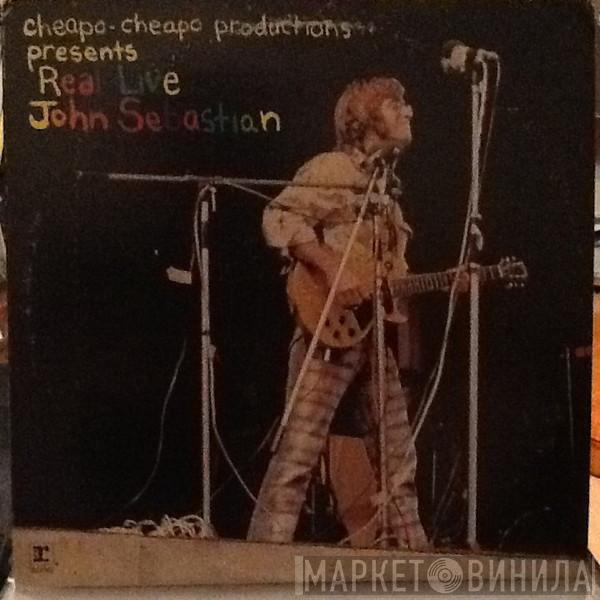 cheapo-cheapo productions
presents
Real Live
John Sebastian
r
МАРКЕТ ВИНИЛА